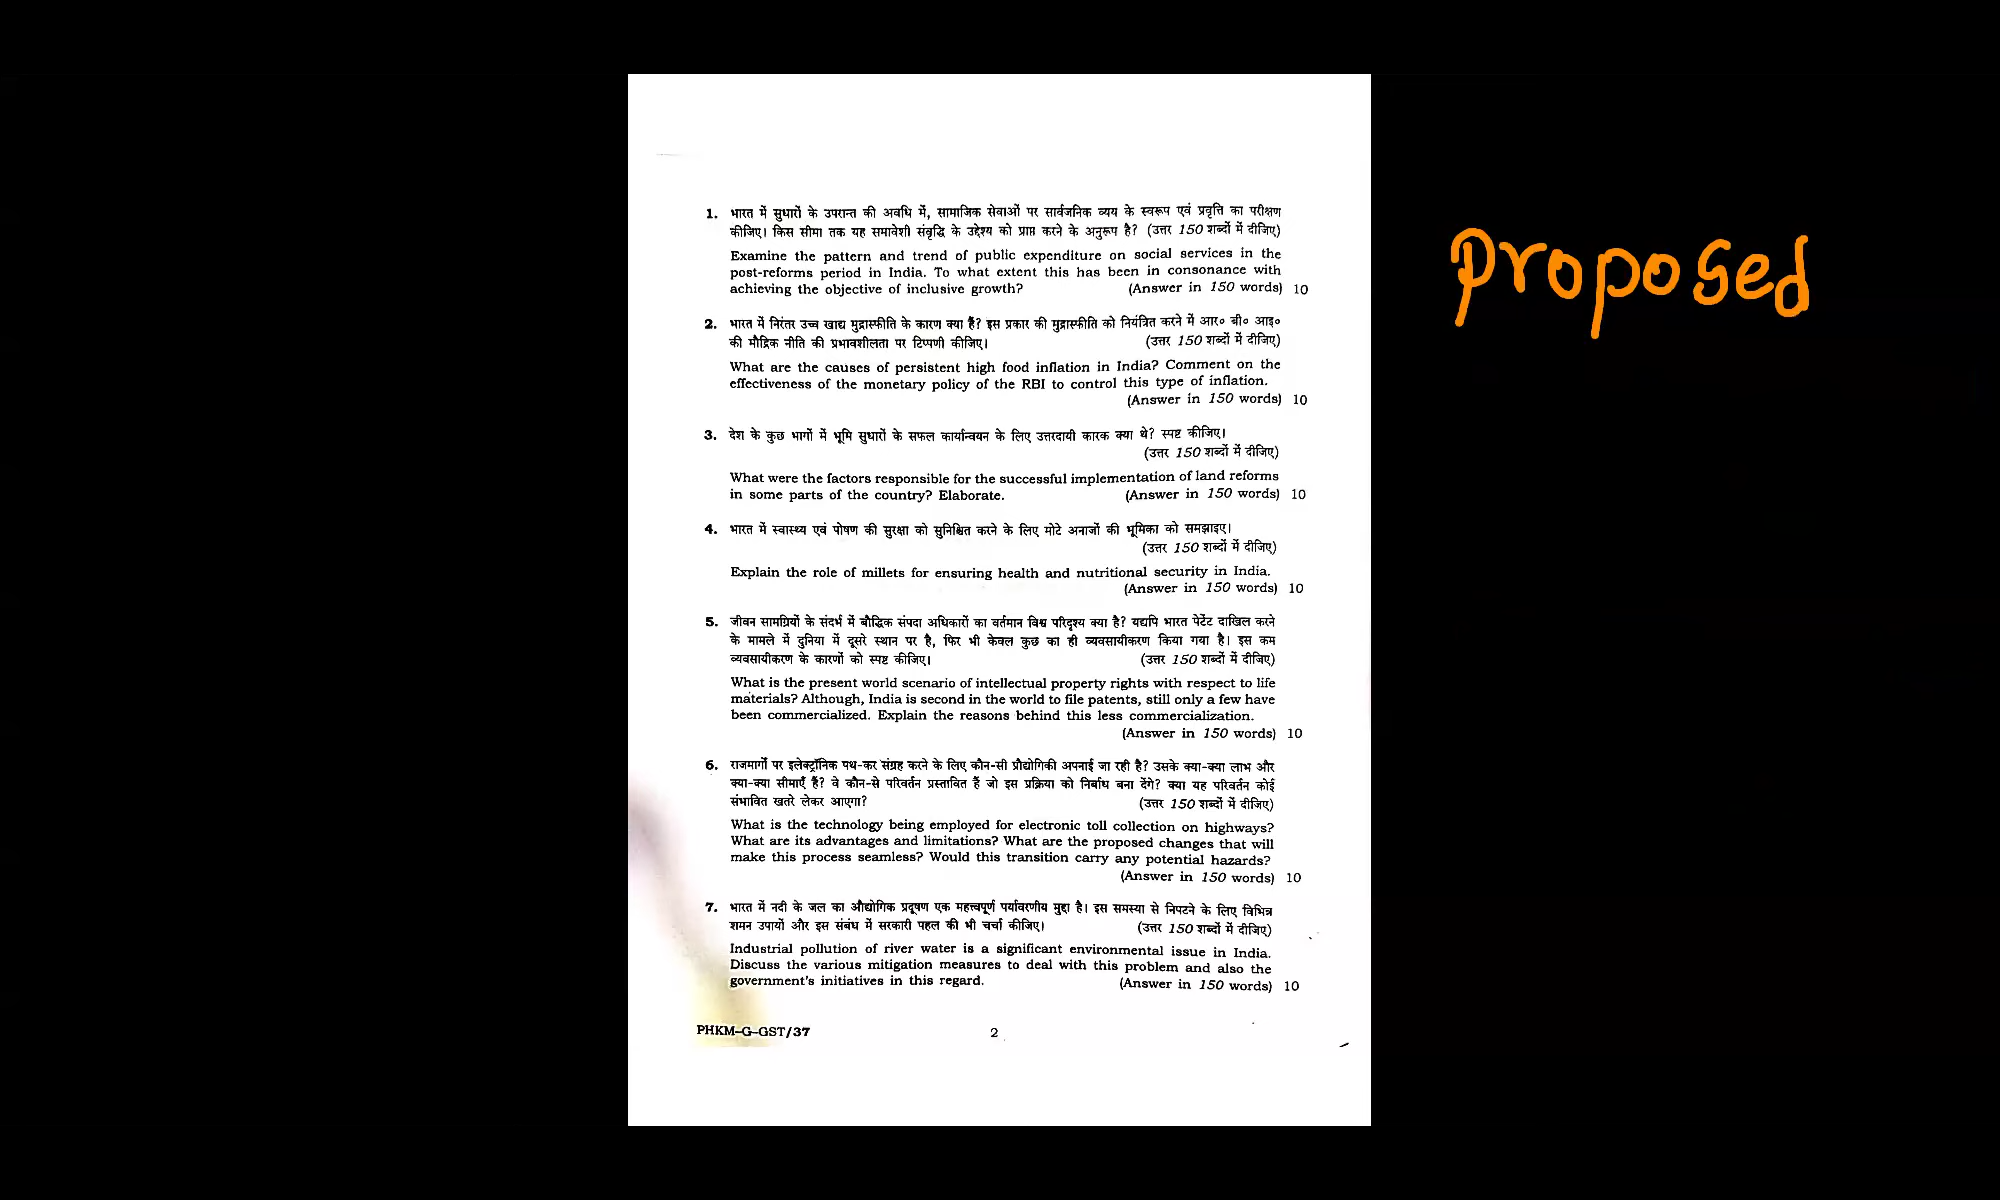 1. भारत में सुधारों के उपरान्त की अवधि में, सामाजिक सेवाओं पर सार्वजनिक व्यय के स्वरूप एवं प्रवृत्ति का परीक्षण
कीजिए। किस सीमा तक यह समावेशी संवृद्धि के उद्देश्य को प्राप्त करने के अनुरूप है? (उत्तर 150 शब्दों में दीजिए)
Examine the pattern and trend of public expenditure on social services in the
post-reforms period in India. To what extent this has been in consonance with
achieving the objective of inclusive growth? (Answer in 150 words) 10
2. भारत में निरंतर उच्च खाद्य मुद्रास्फीति के कारण क्या हैं? इस प्रकार की मुद्रास्फीति को नियंत्रित करने में आर० बी० आइ०
की मौद्रिक नीति की प्रभावशीलता पर टिप्पणी कीजिए। (उत्तर 150 शब्दों में दीजिए)
What are the causes of persistent high food inflation in India? Comment on the
effectiveness of the monetary policy of the RBI to control this type of inflation.
(Answer in 150 words) 10
3. देश के कुछ भागों में भूमि सुधारों के सफल कार्यान्वयन के लिए उत्तरदायी कारक क्या थे? स्पष्ट कीजिए।
(उत्तर 150 शब्दों में दीजिए)
What were the factors responsible for the successful implementation of land reforms
in some parts of the country? Elaborate. (Answer in 150 words) 10
4. भारत में स्वास्थ्य एवं पोषण की सुरक्षा को सुनिश्चित करने के लिए मोटे अनाजों की भूमिका को समझाइए।
(उत्तर 150 शब्दों में दीजिए)
Explain the role of millets for ensuring health and nutritional security in India.
(Answer in 150 words) 10
5. जीवन सामग्रियों के संदर्भ में बौद्धिक संपदा अधिकारों का वर्तमान विश्व परिदृश्य क्या है? यद्यपि भारत पेटेंट दाखिल करने
के मामले में दुनिया में दूसरे स्थान पर है, फिर भी केवल कुछ का ही व्यवसायीकरण किया गया है। इस कम
व्यवसायीकरण के कारणों को स्पष्ट कीजिए। (उत्तर 150 शब्दों में दीजिए)
What is the present world scenario of intellectual property rights with respect to life
materials? Although, India is second in the world to file patents, still only a few have
been commercialized. Explain the reasons behind this less commercialization.
(Answer in 150 words) 10
6. राजमार्गों पर इलेक्ट्रॉनिक पथ-कर संग्रह करने के लिए कौन-सी प्रौद्योगिकी अपनाई जा रही है? उसके क्या-क्या लाभ और
क्या-क्या सीमाएँ हैं? वे कौन-से परिवर्तन प्रस्तावित हैं जो इस प्रक्रिया को निर्बाध बना देंगे? क्या यह परिवर्तन कोई
संभावित खतरे लेकर आएगा? (उत्तर 150 शब्दों में दीजिए)
What is the technology being employed for electronic toll collection on highways?
What are its advantages and limitations? What are the proposed changes that will
make this process seamless? Would this transition carry any potential hazards?
(Answer in 150 words) 10
7. भारत में नदी के जल का औद्योगिक प्रदूषण एक महत्त्वपूर्ण पर्यावरणीय मुद्दा है। इस समस्या से निपटने के लिए विभिन्न
शमन उपायों और इस संबंध में सरकारी पहल की भी चर्चा कीजिए। (उत्तर 150 शब्दों में दीजिए)
Industrial pollution of river water is a significant environmental issue in India.
Discuss the various mitigation measures to deal with this problem and also the
government's initiatives in this regard. (Answer in 150 words) 10
PHKM-G-GST/37 2
Proposed